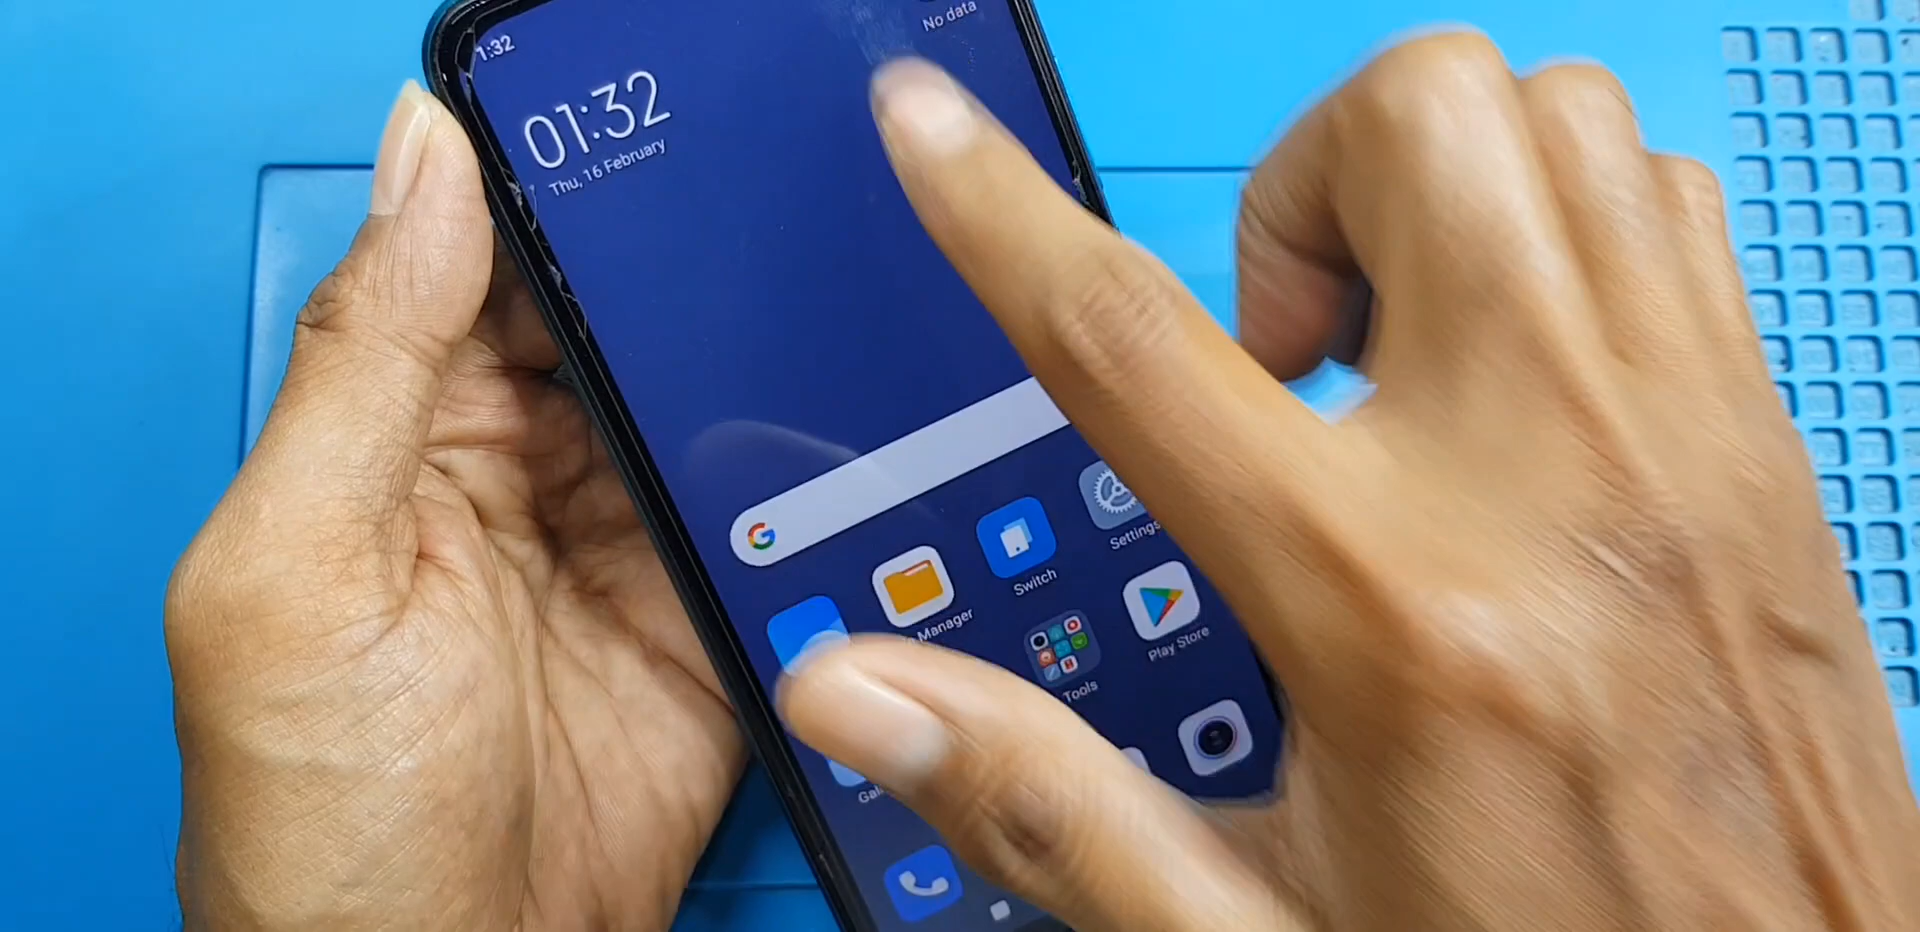 1:32
No data
01:32
Thu, 16 February
G
Settings
Switch
Manager
Play Store
Tools